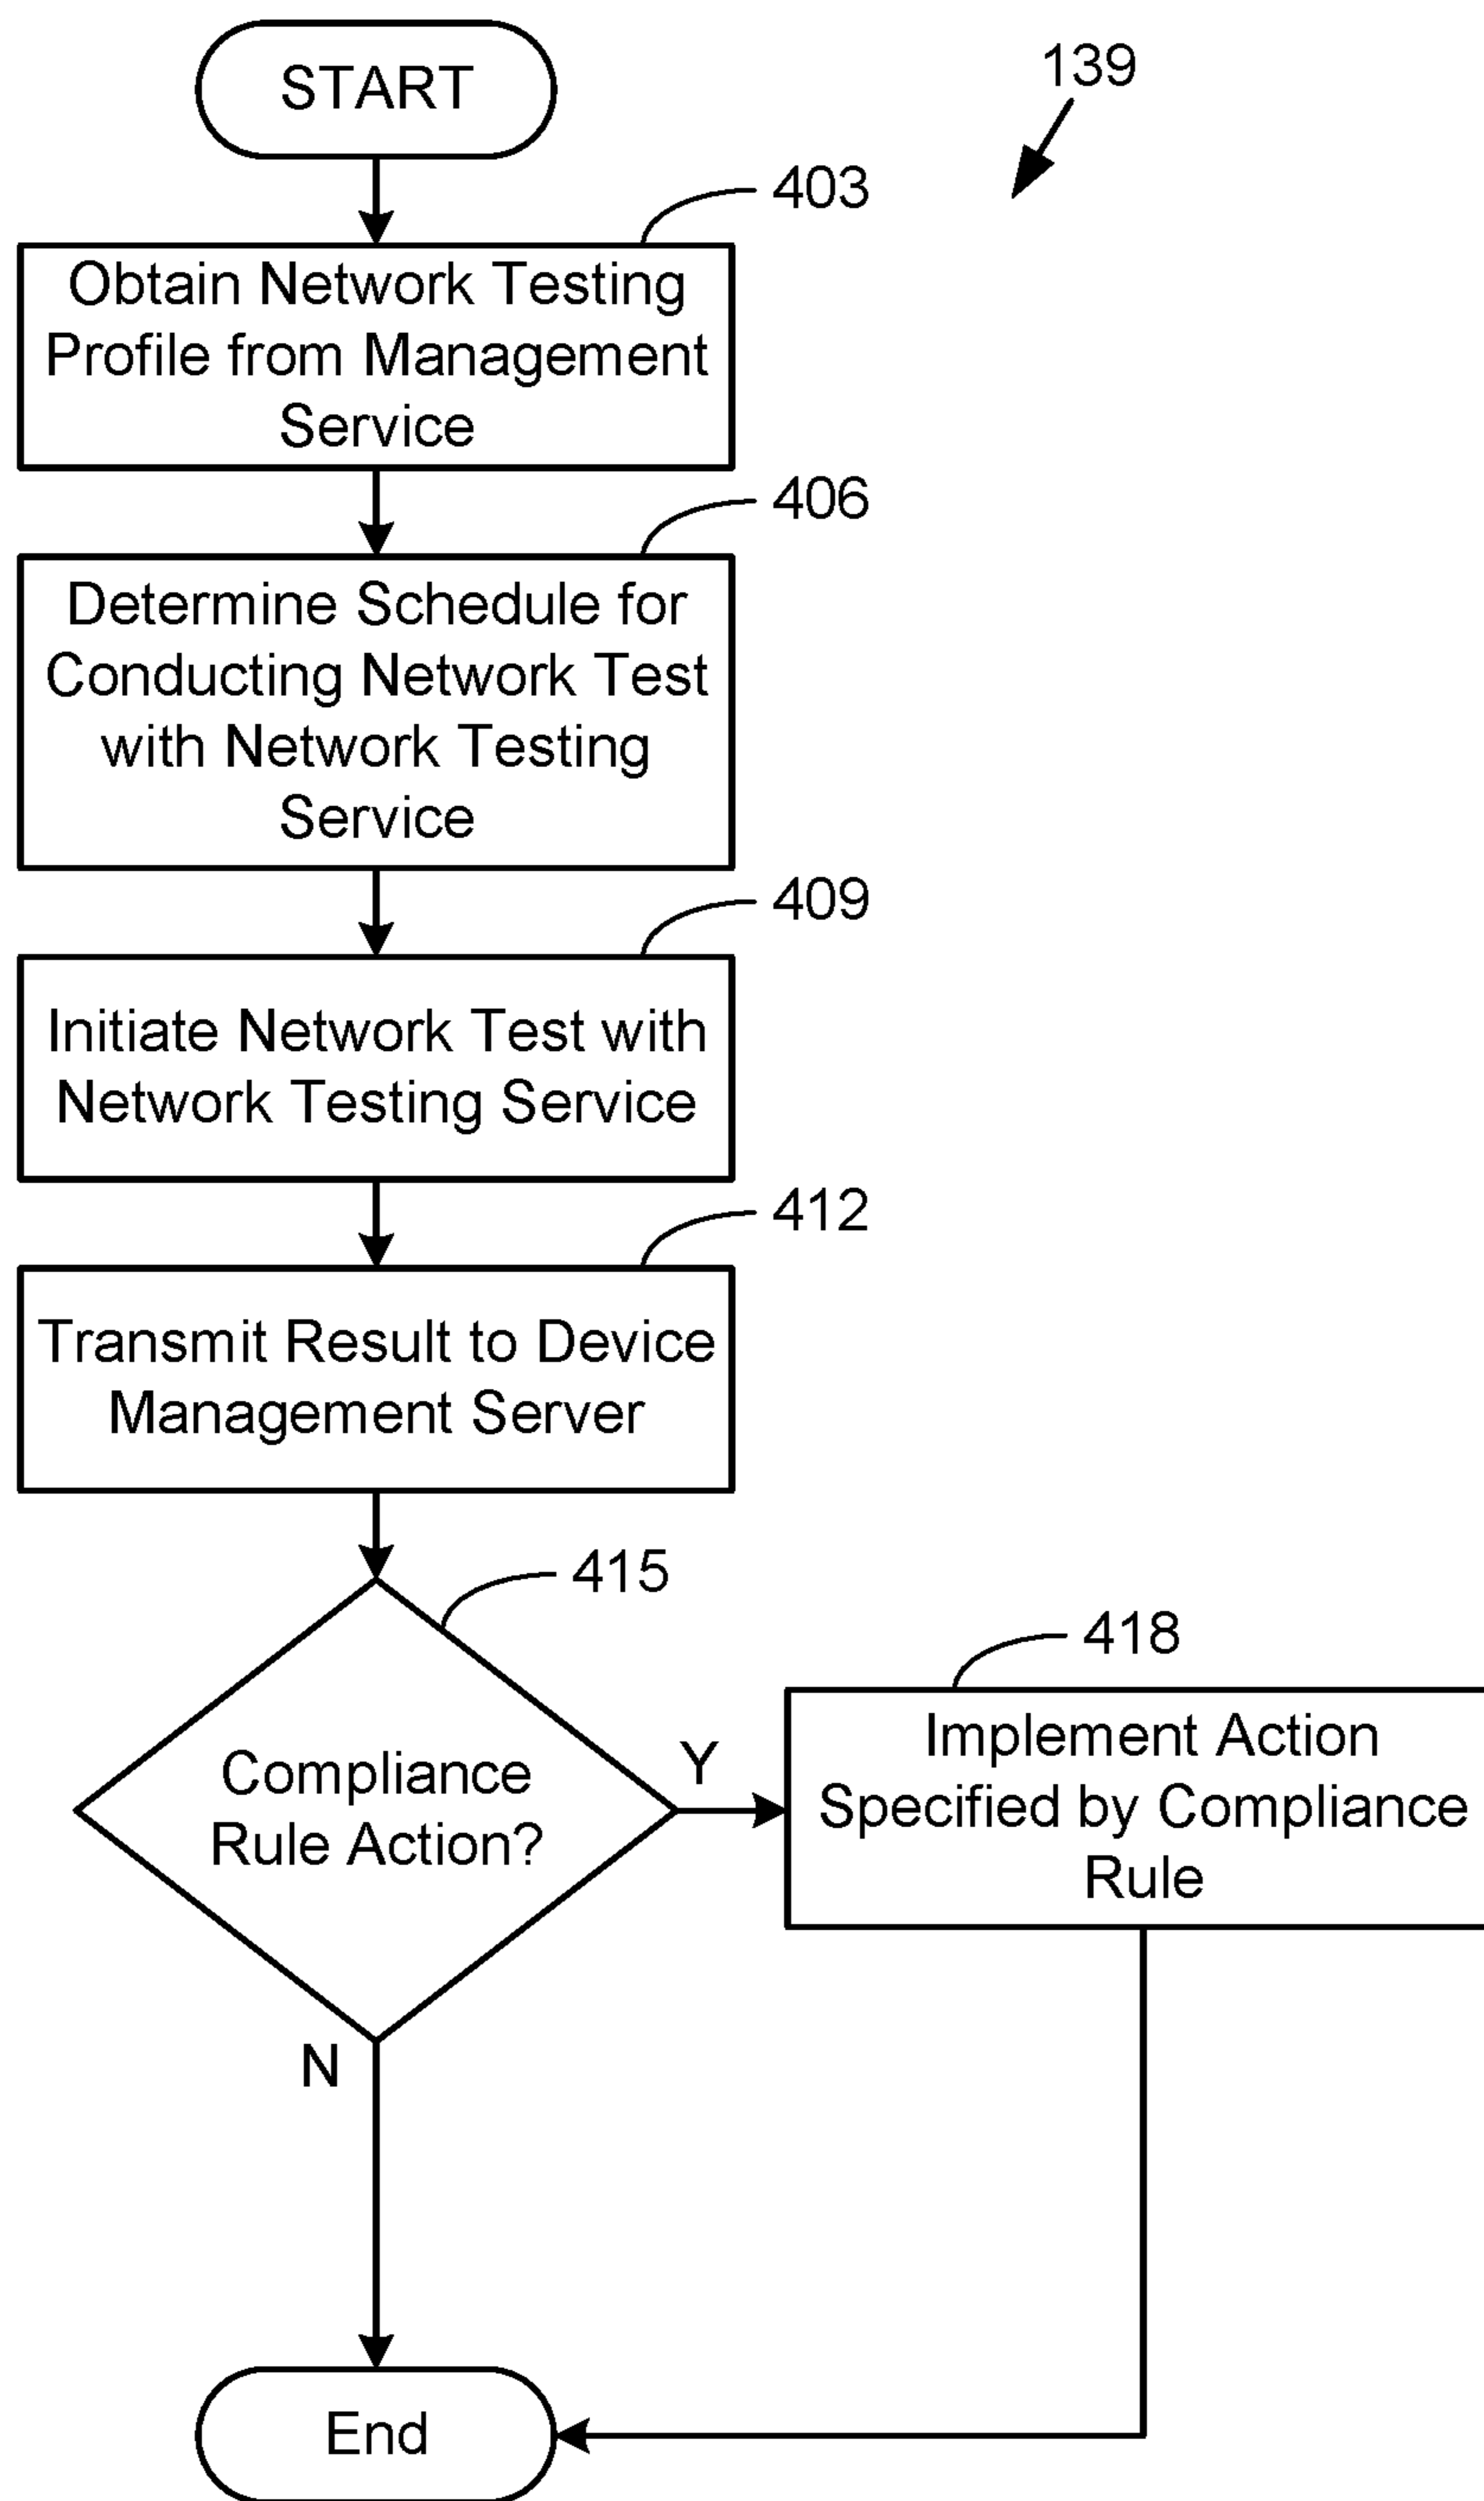 START
139
403
Obtain Network Testing
Profile from Management
Service
406
Determine Schedule for
Conducting Network Test
with Network Testing
Service
409
Initiate Network Test with
Network Testing Service
412
Transmit Result to Device
Management Server
415
Compliance
Rule Action?
Y
418
Implement Action
Specified by Compliance
Rule
N
End